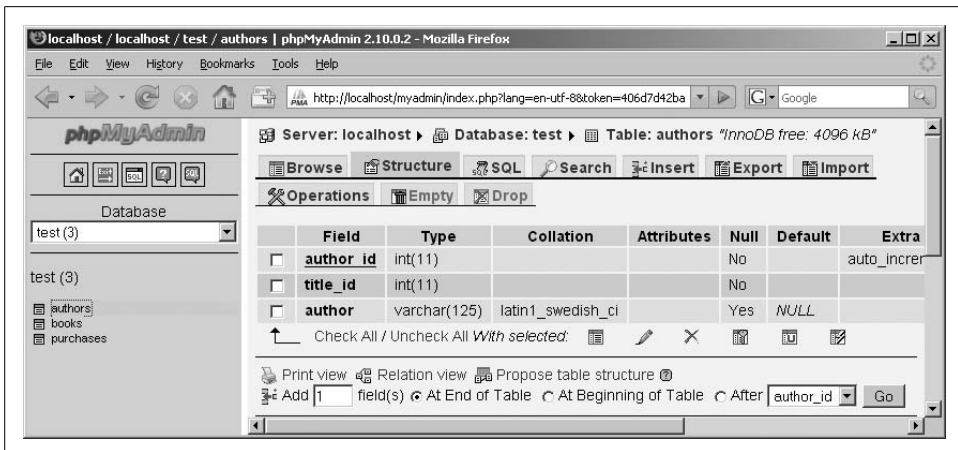 localhost / localhost / test / authors | phpMyAdmin 2.10.0.2 - Mozilla Firefox
File Edit View History Bookmarks Tools Help
PMA http://localhost/myadmin/index.php?lang=en-utf-8&token=406d7d42ba G Google
phpMyAdmin
SQL ? SQL
Database
test (3)
test (3)
authors
books
purchases
Server: localhost Database: test Table: authors "InnoDB free: 4096 kB"
Browse Structure SQL Search Insert Export Import
Operations Empty Drop
Field Type Collation Attributes Null Default Extra
author_id int(11) No auto_incre
title_id int(11) No
author varchar(125) latin1_swedish_ci Yes NULL
Check All / Uncheck All With selected:
Print view Relation view Propose table structure ?
Add 1 field(s) At End of Table At Beginning of Table After author_id Go